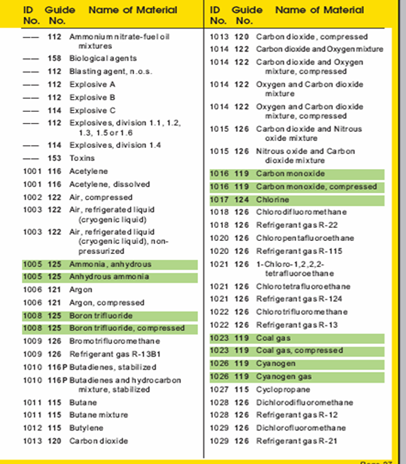 ID Guide Name of Material
No. No.
—— 112 Ammonium nitrate-fuel oil
mixtures
—— 158 Biological agents
—— 112 Blasting agent, n.o.s.
—— 112 Explosive A
—— 112 Explosive B
—— 114 Explosive C
—— 112 Explosives, division 1.1, 1.2,
1.3, 1.5 or 1.6
—— 114 Explosives, division 1.4
—— 153 Toxins
1001 116 Acetylene
1001 116 Acetylene, dissolved
1002 122 Air, compressed
1003 122 Air, refrigerated liquid
(cryogenic liquid)
1003 122 Air, refrigerated liquid
(cryogenic liquid), non-
pressurized
1005 125 Ammonia, anhydrous
1005 125 Anhydrous ammonia
1006 121 Argon
1006 121 Argon, compressed
1008 125 Boron trifluoride
1008 125 Boron trifluoride, compressed
1009 126 Bromotrifluoromethane
1009 126 Refrigerant gas R-13B1
1010 116P Butadienes, stabilized
1010 116P Butadienes and hydrocarbon
mixture, stabilized
1011 115 Butane
1011 115 Butane mixture
1012 115 Butylene
1013 120 Carbon dioxide
ID Guide Name of Material
No. No.
1013 120 Carbon dioxide, compressed
1014 122 Carbon dioxide and Oxygen mixture
1014 122 Carbon dioxide and Oxygen
mixture, compressed
1014 122 Oxygen and Carbon dioxide
mixture
1014 122 Oxygen and Carbon dioxide
mixture, compressed
1015 126 Carbon dioxide and Nitrous
oxide mixture
1015 126 Nitrous oxide and Carbon
dioxide mixture
1016 119 Carbon monoxide
1016 119 Carbon monoxide, compressed
1017 124 Chlorine
1018 126 Chlorodifluoromethane
1018 126 Refrigerant gas R-22
1020 126 Chloropentafluoroethane
1020 126 Refrigerant gas R-115
1021 126 1-Chloro-1,2,2,2-
tetrafluoroethane
1021 126 Chlorotetrafluoroethane
1021 126 Refrigerant gas R-124
1022 126 Chlorotrifluoromethane
1022 126 Refrigerant gas R-13
1023 119 Coal gas
1023 119 Coal gas, compressed
1026 119 Cyanogen
1026 119 Cyanogen gas
1027 115 Cyclopropane
1028 126 Dichlorodifluoromethane
1028 126 Refrigerant gas R-12
1029 126 Dichlorofluoromethane
1029 126 Refrigerant gas R-21